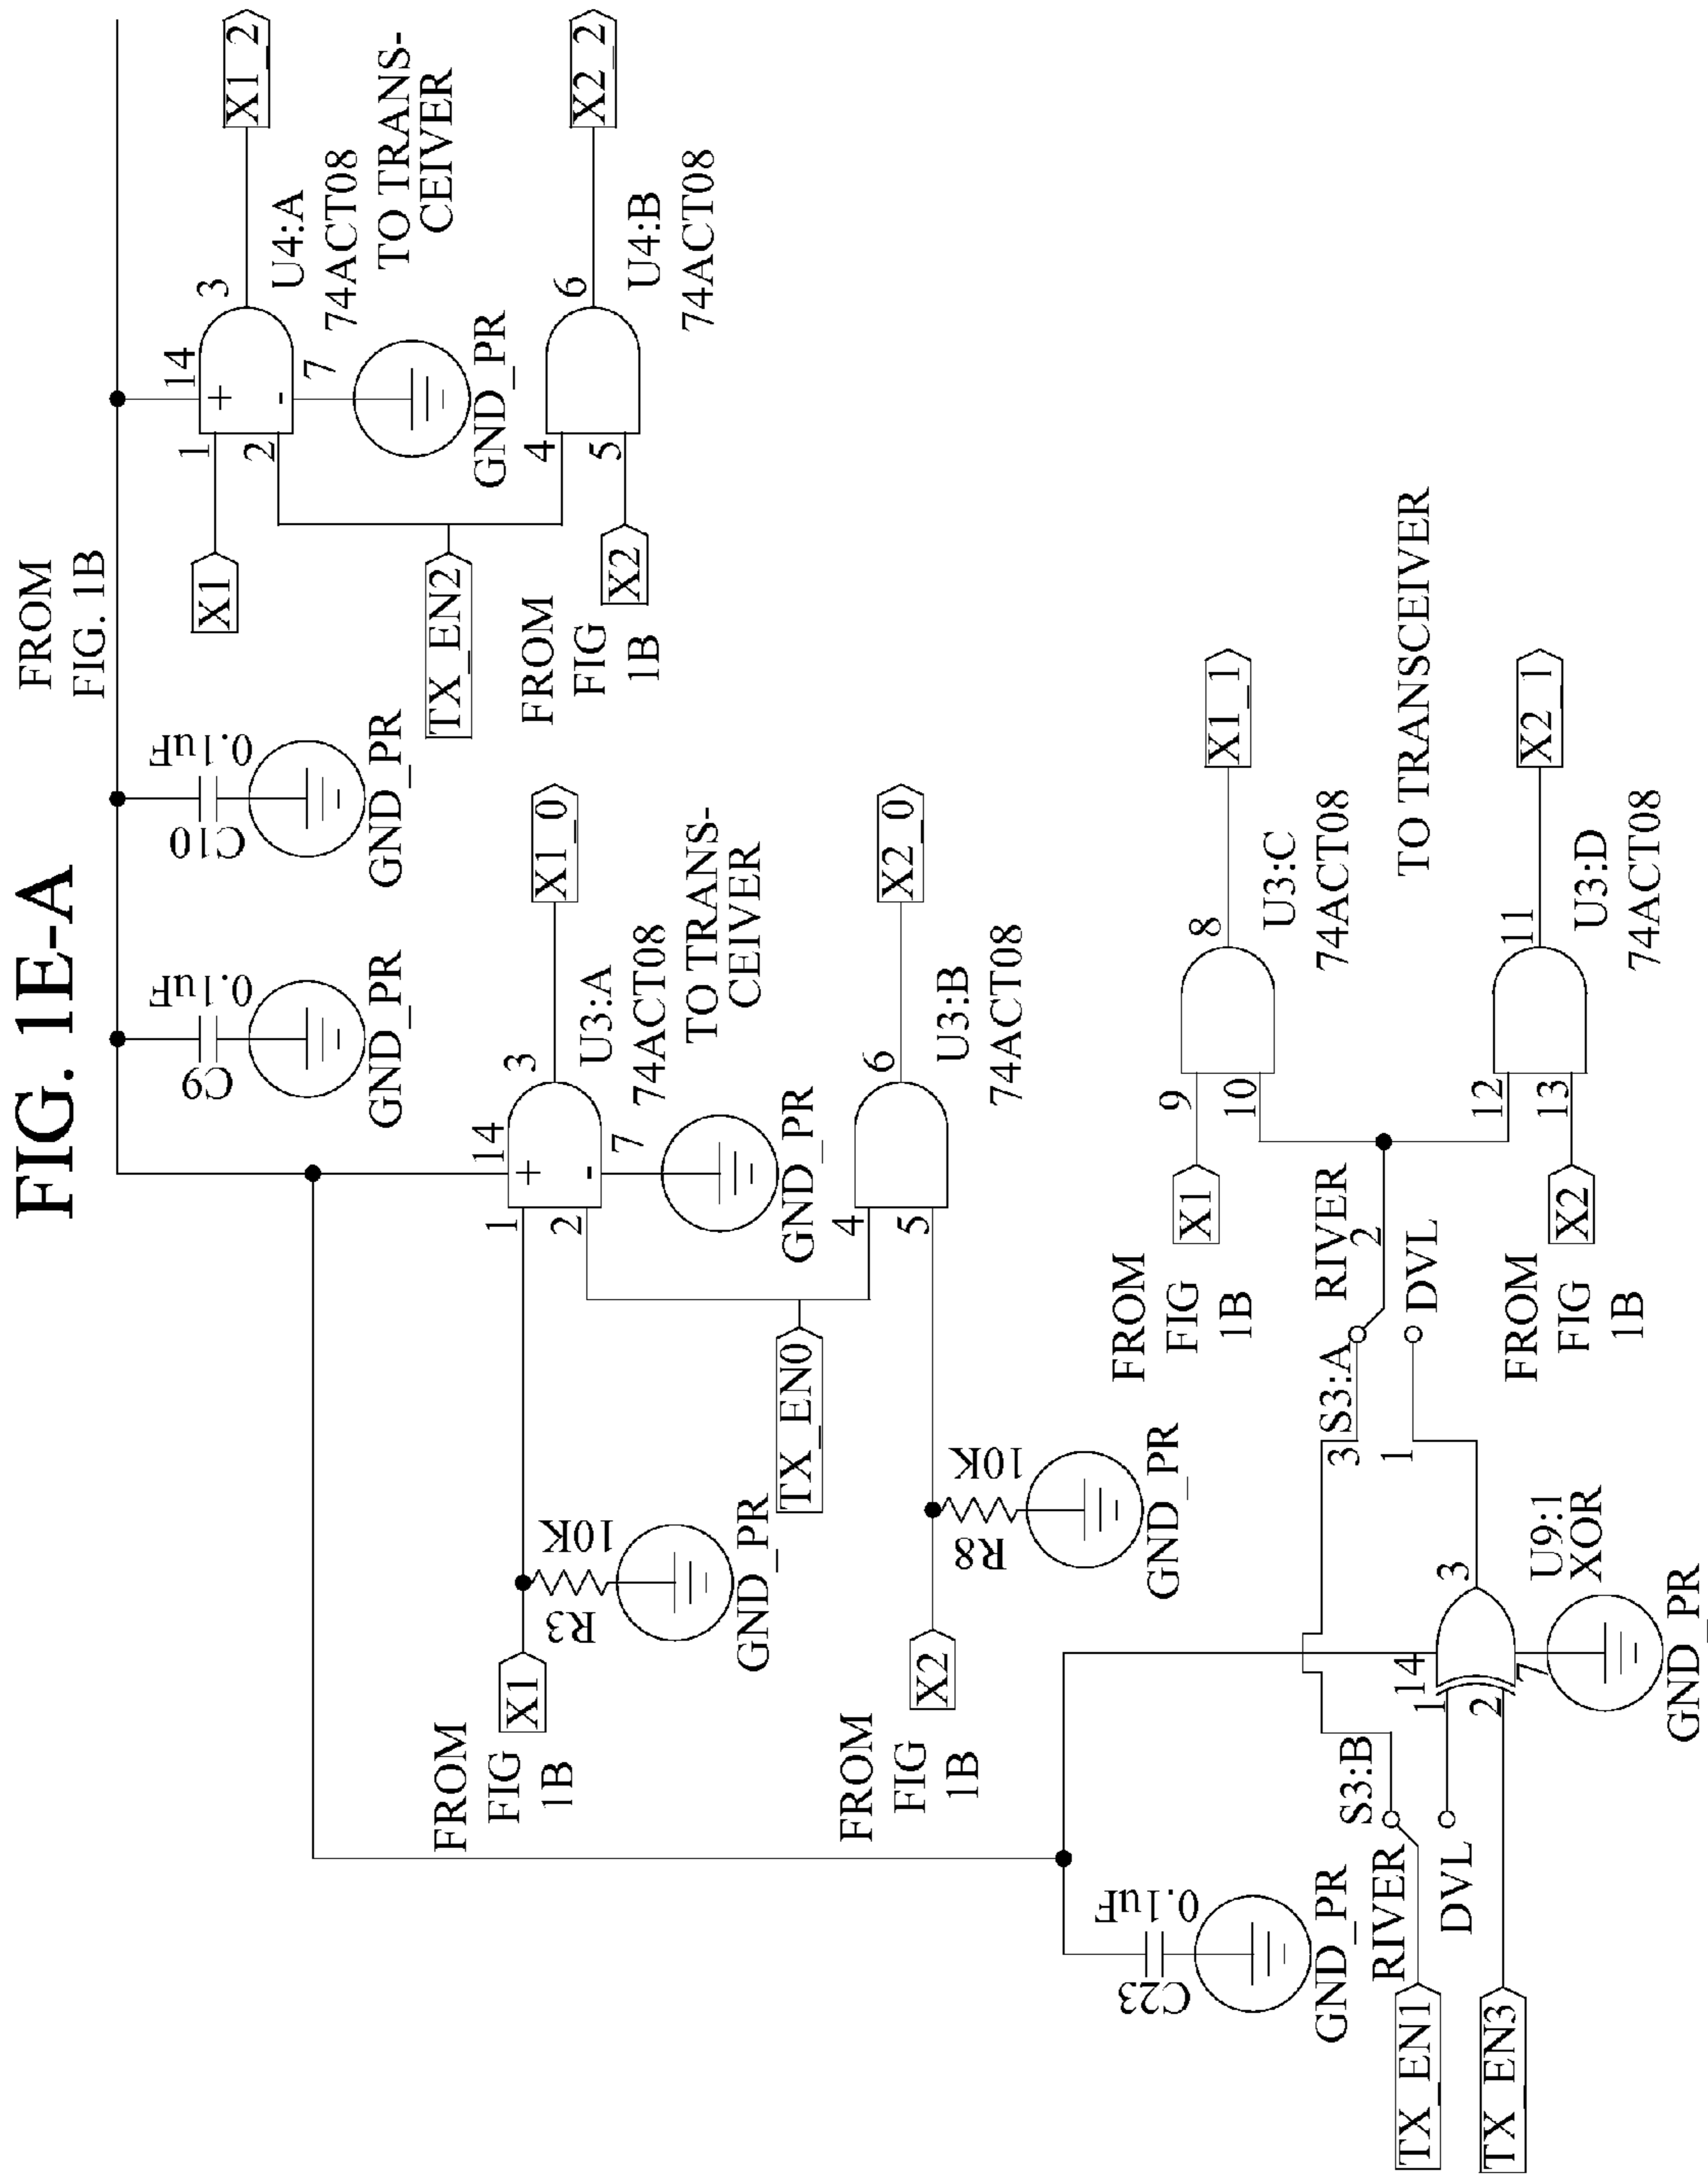 FIG. 1E-A
FROM
FIG. 1B
C9
0.1uF
GND_PR
C10
0.1uF
GND_PR
X1
1
2
14
+
-
7
3
X1_2
U4:A
74ACT08
TO TRANS-
CEIVER
GND_PR
TX_EN2
FROM
FIG
1B
X2
4
5
6
X2_2
U4:B
74ACT08
FROM
FIG
1B
X1
R3
10K
GND_PR
1
2
14
+
-
7
3
X1_0
U3:A
74ACT08
TO TRANS-
CEIVER
GND_PR
TX_EN0
FROM
FIG
1B
X2
R8
10K
GND_PR
4
5
6
X2_0
U3:B
74ACT08
C23
0.1uF
GND_PR
TX_EN1
RIVER
S3:B
DVL
TX_EN3
1
2
14
7
3
U9:1
XOR
GND_PR
3
S3:A
RIVER
2
1
DVL
FROM
FIG
1B
X1
9
10
8
X1_1
U3:C
74ACT08
TO TRANSCEIVER
FROM
FIG
1B
X2
12
13
11
X2_1
U3:D
74ACT08